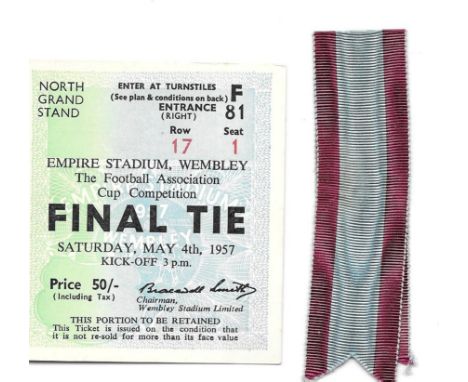 NORTH
GRAND
STAND
ENTER AT TURNSTILES
(See plan & conditions on back)
F
ENTRANCE
(RIGHT)
81
Row
Seat
17
1
EMPIRE STADIUM, WEMBLEY
The Football Association
Cup Competition
FINAL TIE
SATURDAY, MAY 4th, 1957
KICK-OFF 3 p.m.
Price 50/-
(Including Tax)
Chairman,
Wembley Stadium Limited
THIS PORTION TO BE RETAINED
This Ticket is issued on the condition that
it is not re-sold for more than its face value